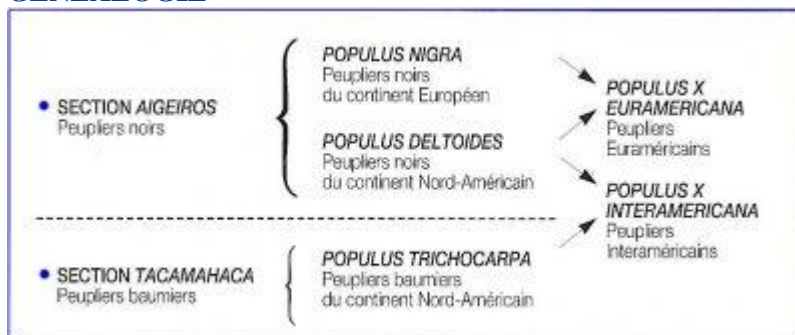 • SECTION AIGEIROS
Peupliers noirs
POPULUS NIGRA
Peupliers noirs
du continent Européen
POPULUS DELTOIDES
Peupliers noirs
du continent Nord-Américain
POPULUS X
EURAMERICANA
Peupliers
Euraméricains
POPULUS X
INTERAMERICANA
Peupliers
Interaméricains
• SECTION TACAMAHACA
Peupliers baumiers
POPULUS TRICHOCARPA
Peupliers baumiers
du continent Nord-Américain